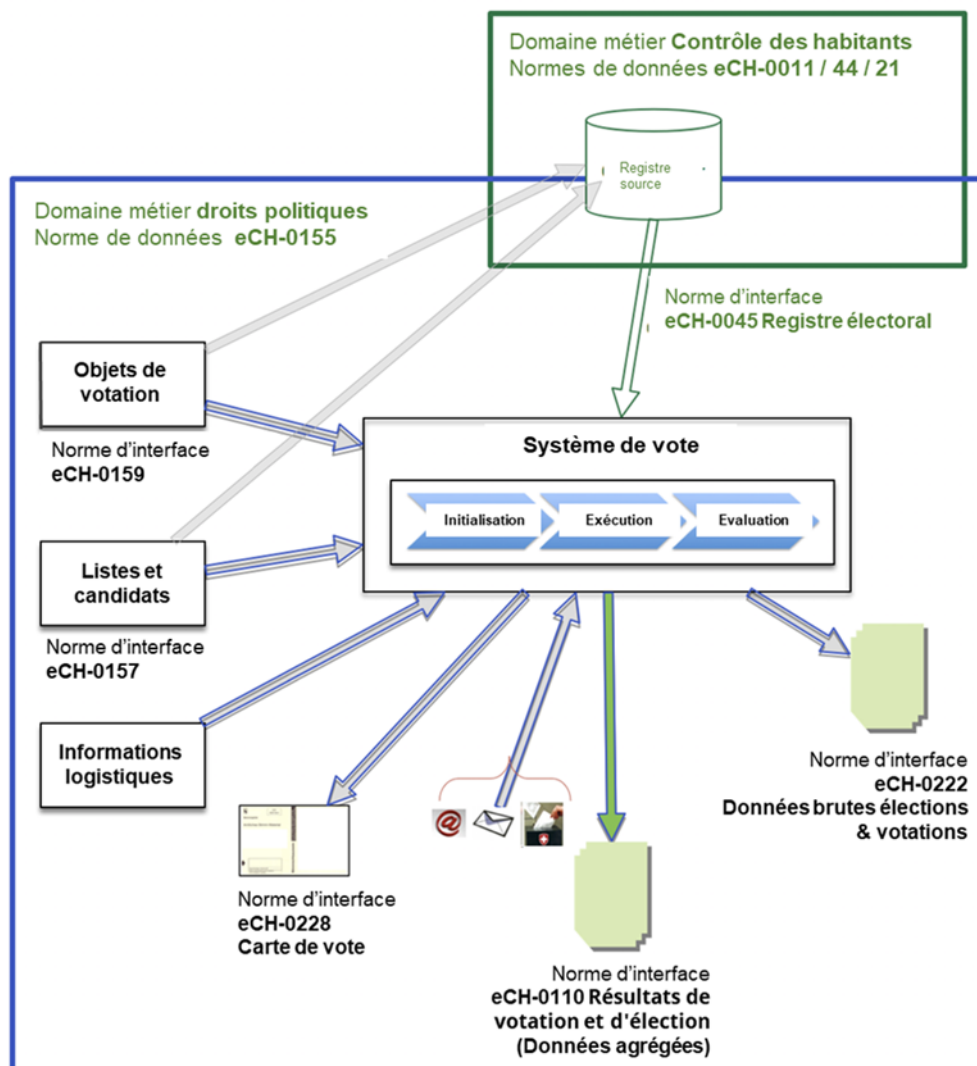 Domaine métier Contrôle des habitants
Normes de données eCH-0011 / 44 / 21
Registre
source
Domaine métier droits politiques
Norme de données eCH-0155
Norme d'interface
eCH-0045 Registre électoral
Objets de
votation
Norme d'interface
eCH-0159
Système de vote
Initialisation
Exécution
Evaluation
Listes et
candidats
Norme d'interface
eCH-0157
Informations
logistiques
Norme d'interface
eCH-0222
Données brutes élections
& votations
@
Norme d'interface
eCH-0228
Carte de vote
Norme d'interface
eCH-0110 Résultats de
votation et d'élection
(Données agrégées)